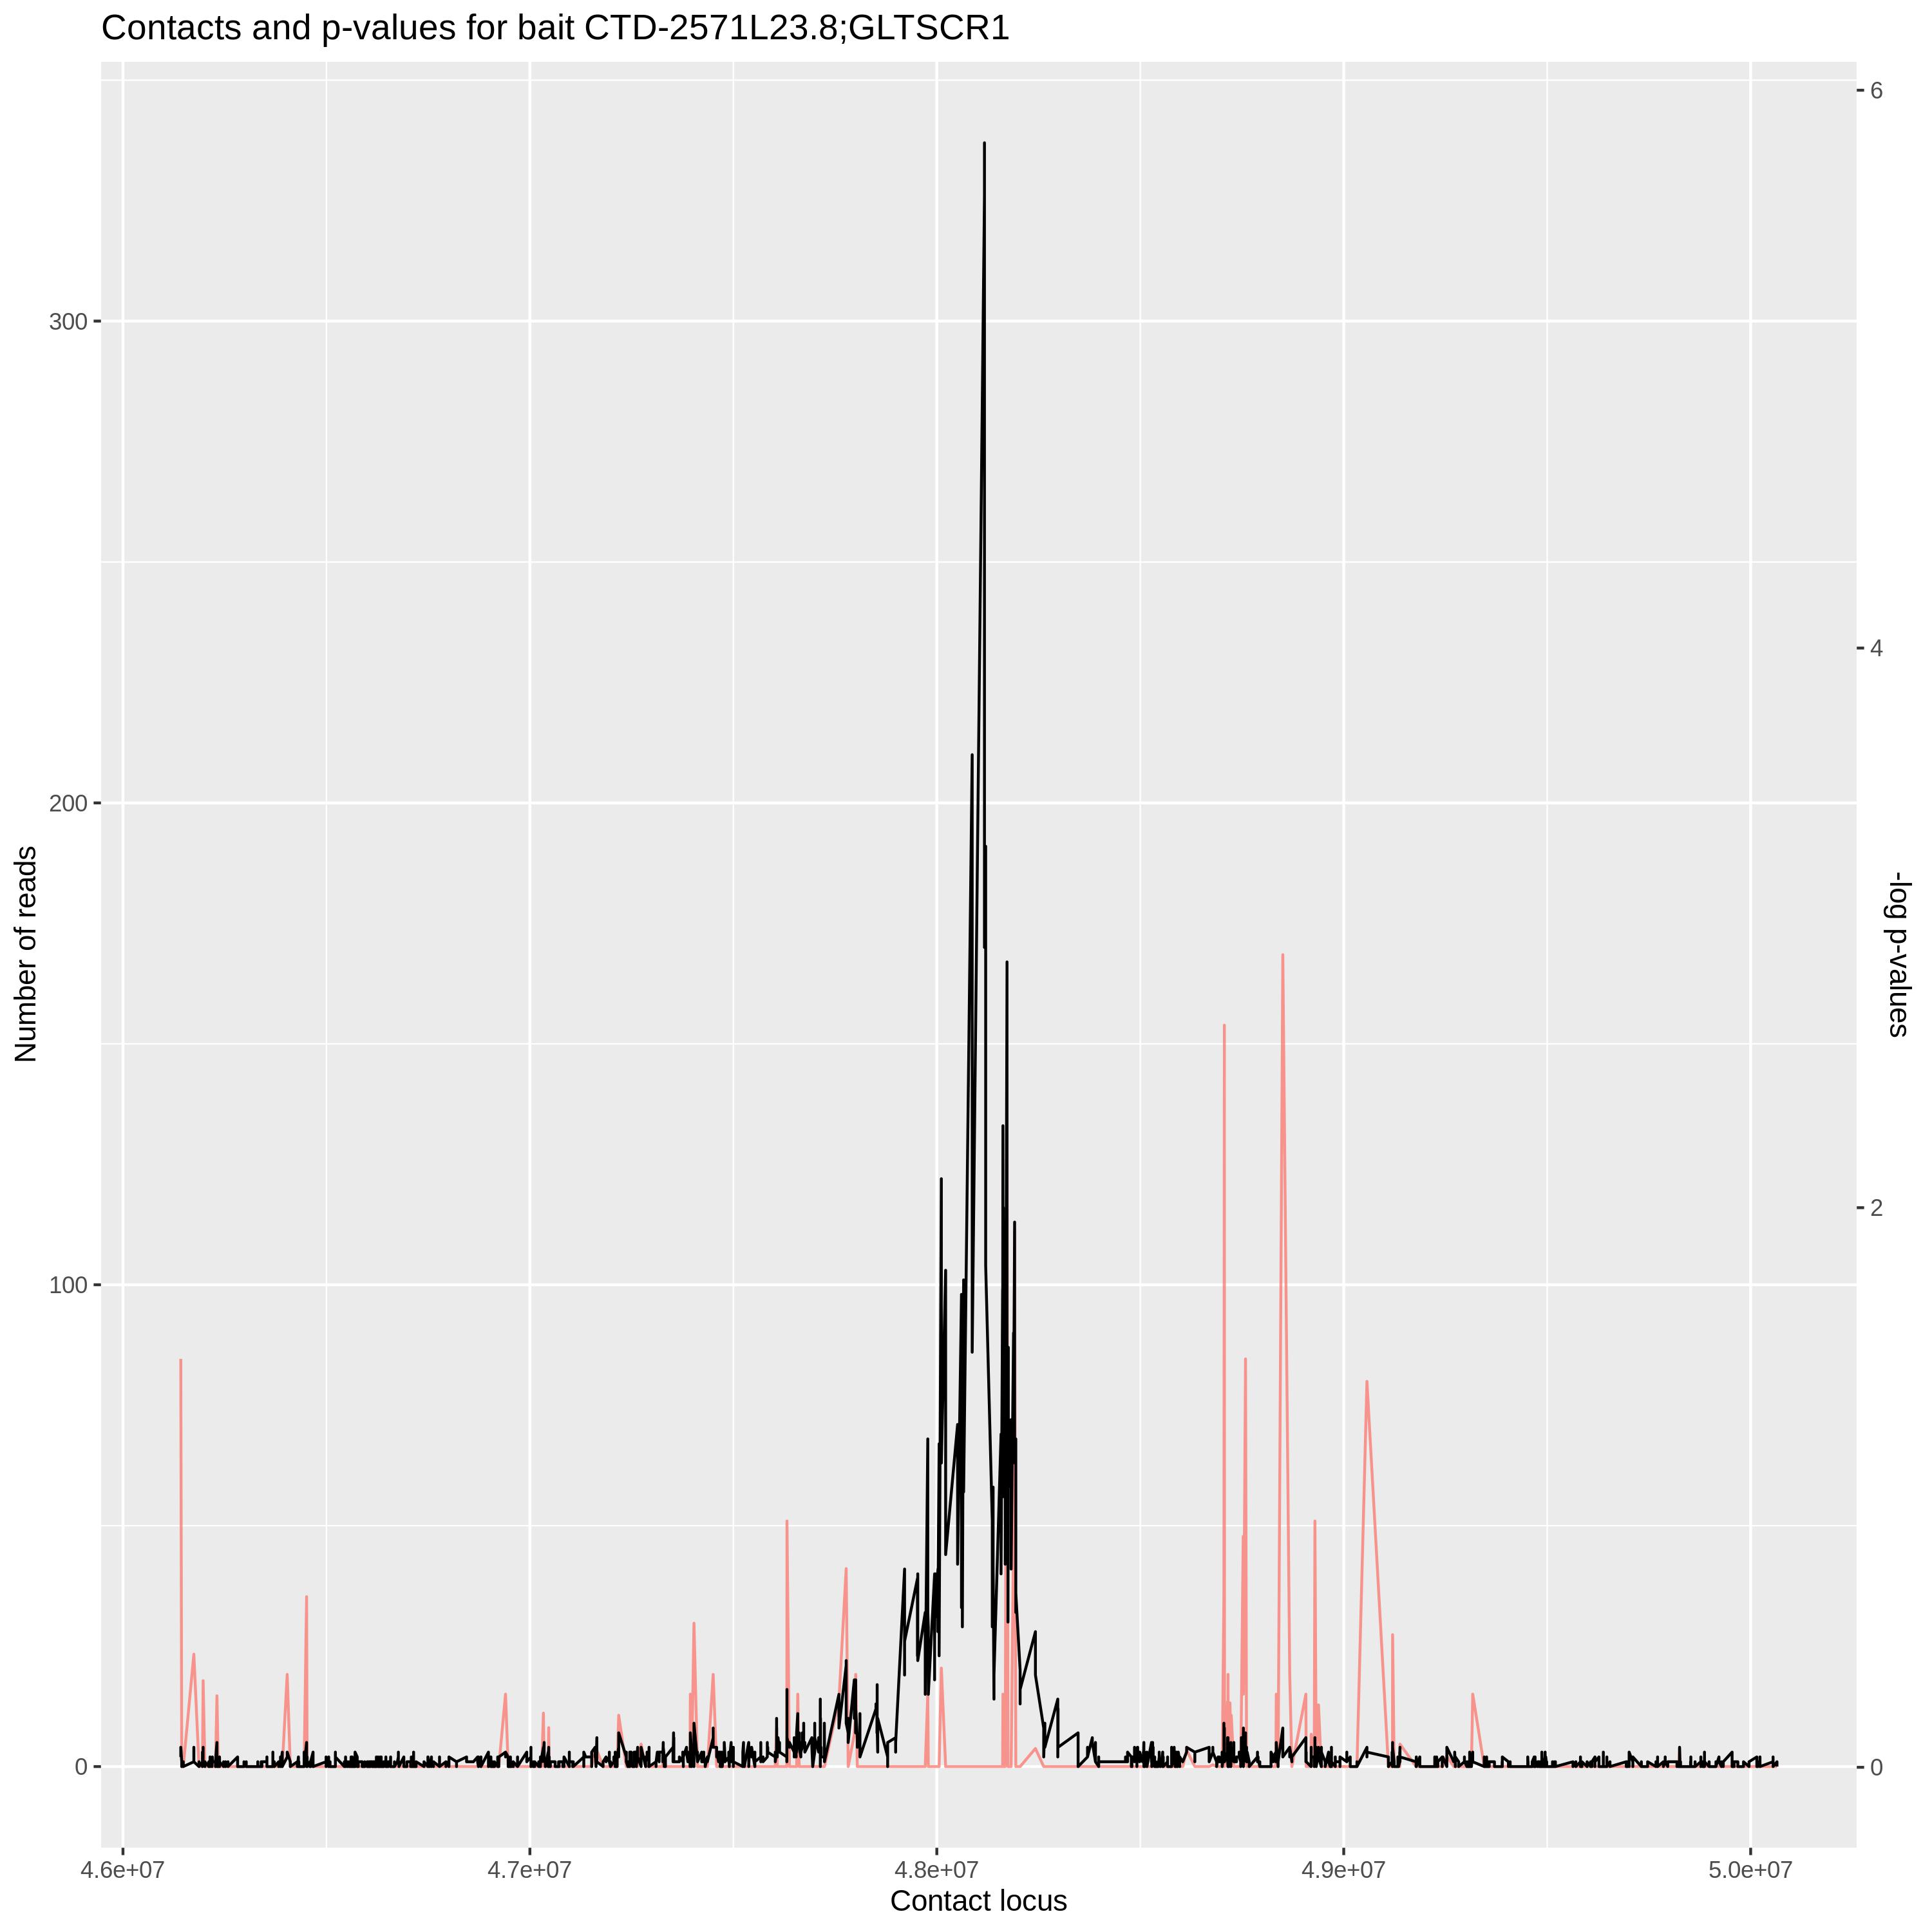 Contacts and p-values for bait CTD-2571L23.8;GLTSCR1
Number of reads
300
200
100
0
6
4
2
0
-log p-values
4.6e+07
4.7e+07
4.8e+07
4.9e+07
5.0e+07
Contact locus